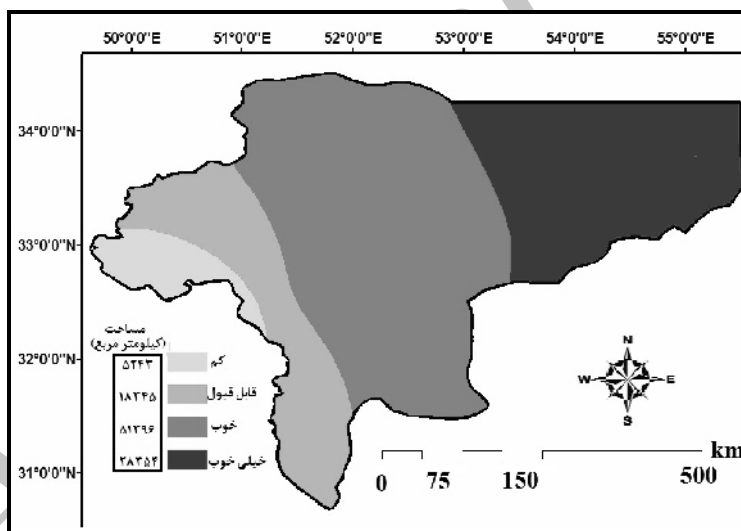 50°0'0"E 51°0'0"E 52°0'0"E 53°0'0"E 54°0'0"E 55°0'0"E
34°0'0"N
33°0'0"N
32°0'0"N
31°0'0"N
مساحت
(کیلومتر مربع)
۵۲۴۳ کم
۱۸۳۴۵ قابل قبول
۵۱۳۹۶ خوب
۲۸۳۵۴ خیلی خوب
N
W E
S
km
0 75 150 500